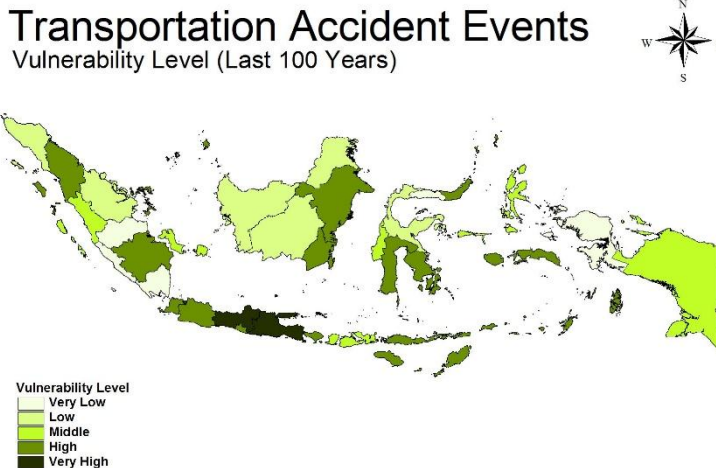 Transportation Accident Events
Vulnerability Level (Last 100 Years)
N
W
S
Vulnerability Level
Very Low
Low
Middle
High
Very High